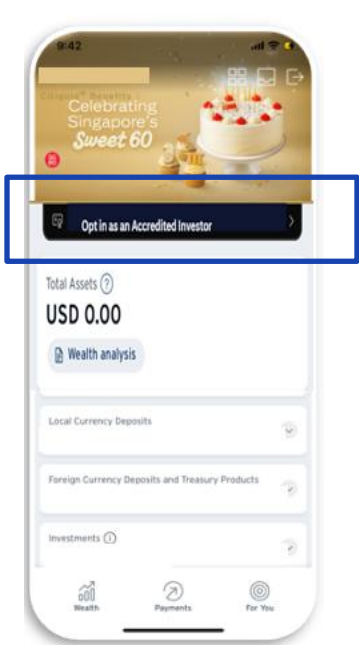 9:42
Citigold® Benefits
Celebrating
Singapore's
Sweet 60
Opt in as an Accredited Investor
Total Assets
USD 0.00
Wealth analysis
Local Currency Deposits
Foreign Currency Deposits and Treasury Products
Investments
Wealth
Payments
For You